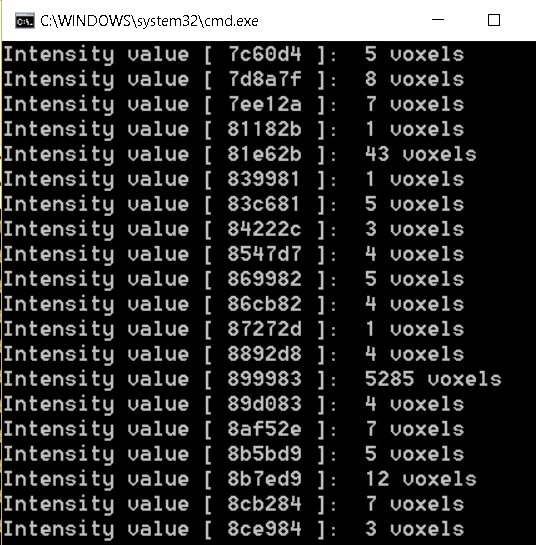 C:\WINDOWS\system32\cmd.exe
Intensity value [ 7c60d4 ]:  5 voxels
Intensity value [ 7d8a7f ]:  8 voxels
Intensity value [ 7ee12a ]:  7 voxels
Intensity value [ 81182b ]:  1 voxels
Intensity value [ 81e62b ]:  43 voxels
Intensity value [ 839981 ]:  1 voxels
Intensity value [ 83c681 ]:  5 voxels
Intensity value [ 84222c ]:  3 voxels
Intensity value [ 8547d7 ]:  4 voxels
Intensity value [ 869982 ]:  5 voxels
Intensity value [ 86cb82 ]:  4 voxels
Intensity value [ 87272d ]:  1 voxels
Intensity value [ 8892d8 ]:  4 voxels
Intensity value [ 899983 ]:  5285 voxels
Intensity value [ 89d083 ]:  4 voxels
Intensity value [ 8af52e ]:  7 voxels
Intensity value [ 8b5bd9 ]:  5 voxels
Intensity value [ 8b7ed9 ]:  12 voxels
Intensity value [ 8cb284 ]:  7 voxels
Intensity value [ 8ce984 ]:  3 voxels